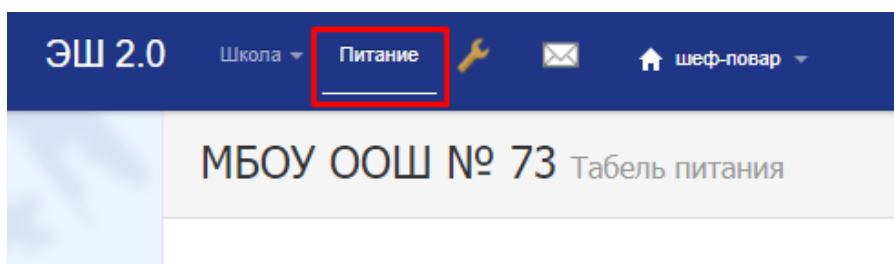 ЭШ 2.0 Школа Питание шеф-повар
МБОУ ООШ № 73 Табель питания